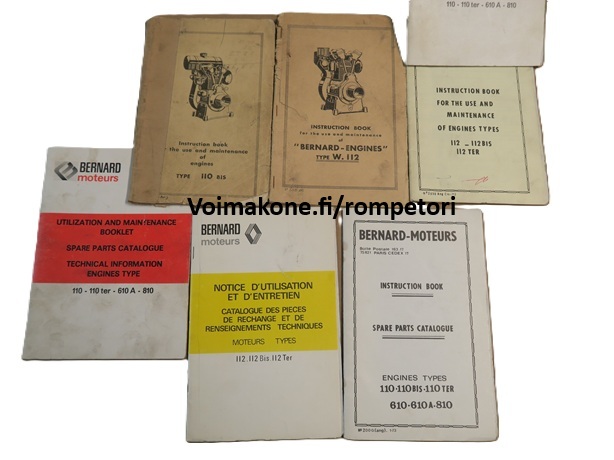 110 - 110 ter - 610 A - 810
Instruction book
for the use and maintenance
of
engines
TYPE 110 BIS
INSTRUCTION BOOK
for the use and maintenance
of
"BERNARD-ENGINES"
TYPE W. 112
INSTRUCTION BOOK
FOR THE USE AND
MAINTENANCE
OF ENGINES TYPES
112 _ 112 BIS
112 TER
BERNARD
moteurs
UTILIZATION AND MAINTENANCE
BOOKLET
SPARE PARTS CATALOGUE
TECHNICAL INFORMATION
ENGINES TYPE
110 - 110 ter - 610 A - 810
Voimakone.fi/rompetori
BERNARD
moteurs
NOTICE D'UTILISATION
ET D'ENTRETIEN
CATALOGUE DES PIECES
DE RECHANGE ET DE
RENSEIGNEMENTS TECHNIQUES
MOTEURS TYPES
112. 112 Bis 112 Ter
BERNARD-MOTEURS
INSTRUCTION BOOK
SPARE PARTS CATALOGUE
ENGINES TYPES
110-110 BIS-110 TER
610-610 A-810